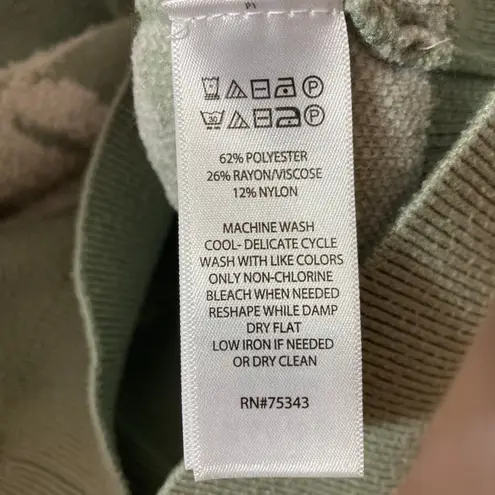 62% POLYESTER
26% RAYON/VISCOSE
12% NYLON
MACHINE WASH
COOL- DELICATE CYCLE
WASH WITH LIKE COLORS
ONLY NON-CHLORINE
BLEACH WHEN NEEDED
RESHAPE WHILE DAMP
DRY FLAT
LOW IRON IF NEEDED
OR DRY CLEAN
RN#75343